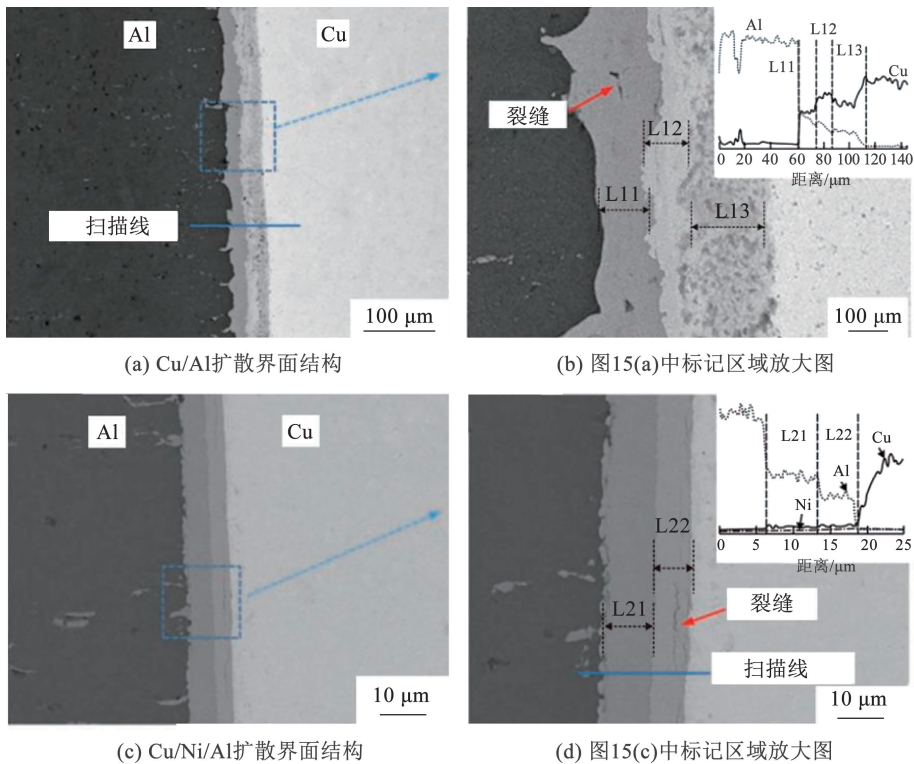 Al
Cu
扫描线
100 μm
(a) Cu/Al扩散界面结构
裂缝
L12
L11
L13
Al
L12
L11
L13
Cu
0 20 40 60 80 100 120 140
距离/μm
100 μm
(b) 图15(a)中标记区域放大图
Al
Cu
10 μm
(c) Cu/Ni/Al扩散界面结构
L22
L21
裂缝
扫描线
L21
L22
Cu
Al
Ni
0 5 10 15 20 25
距离/μm
10 μm
(d) 图15(c)中标记区域放大图